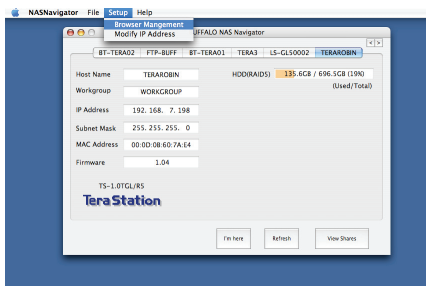 NASNavigator File Setup Help
Browser Mangement
Modify IP Address
UFFALO NAS Navigator
BT-TERA02 FTP-BUFF BT-TERA01 TERA3 LS-GL50002 TERAROBIN
Host Name TERAROBIN HDD(RAID5) 135.6GB / 696.5GB (19%)
(Used/Total)
Workgroup WORKGROUP
IP Address 192. 168. 7. 198
Subnet Mask 255. 255. 255. 0
MAC Address 00:0D:0B:60:7A:E4
Firmware 1.04
TS-1.0TGL/R5
TeraStation
I'm here Refresh View Shares